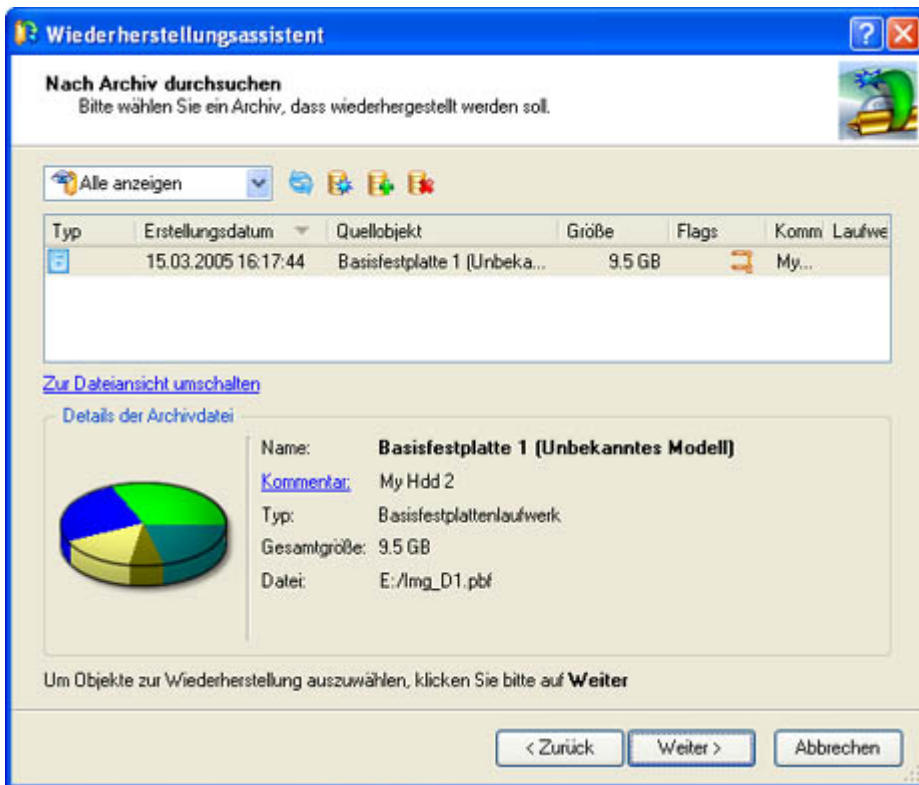 Wiederherstellungsassistent
Nach Archiv durchsuchen
Bitte wählen Sie ein Archiv, dass wiederhergestellt werden soll.
Alle anzeigen
Typ Erstellungsdatum Quellobjekt Größe Flags Komm Laufwe
15.03.2005 16:17:44 Basisfestplatte 1 (Unbeka... 9.5 GB My...
Zur Dateiansicht umschalten
Details der Archivdatei
Name: Basisfestplatte 1 (Unbekanntes Modell)
Kommentar: My Hdd 2
Typ: Basisfestplattenlaufwerk
Gesamtgröße: 9.5 GB
Datei: E:/Img_D1.pbf
Um Objekte zur Wiederherstellung auszuwählen, klicken Sie bitte auf Weiter
< Zurück Weiter > Abbrechen